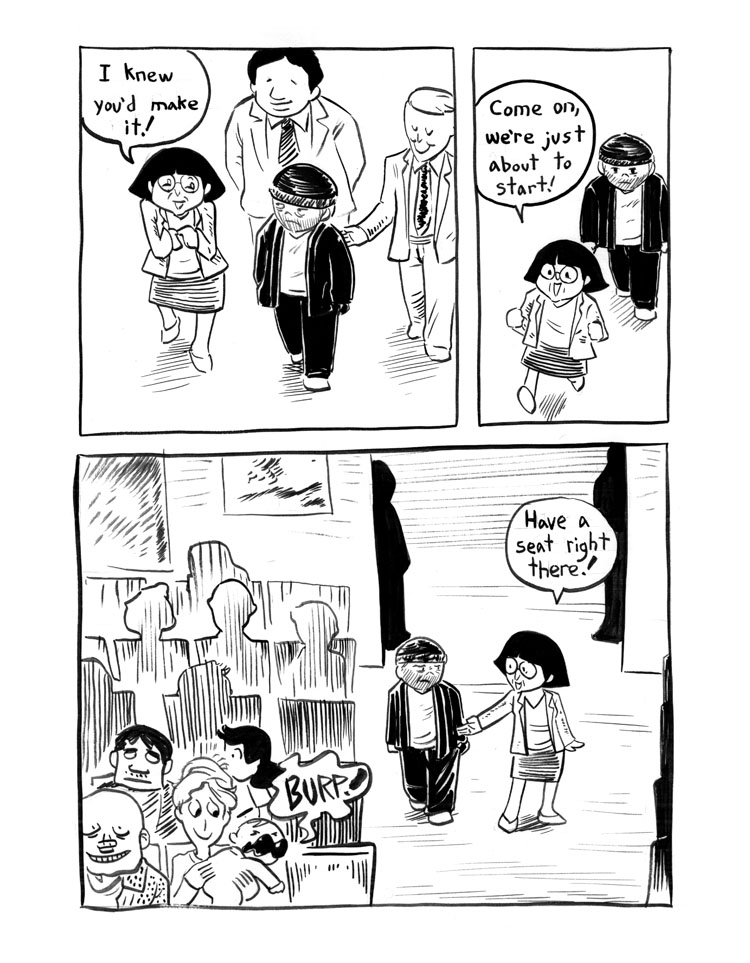 I knew
you'd make
it!
Come on,
we're just
about to
start!
Have a
seat right
there!
BURP!